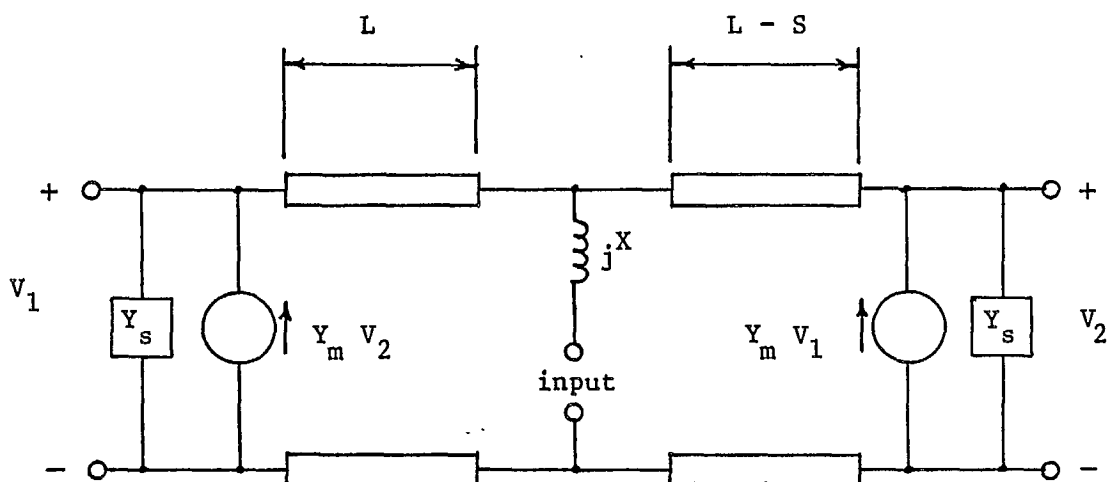 L L - S
+ +
jX
V1 Ys Ym V2 Ym V1 Ys V2
input
- -